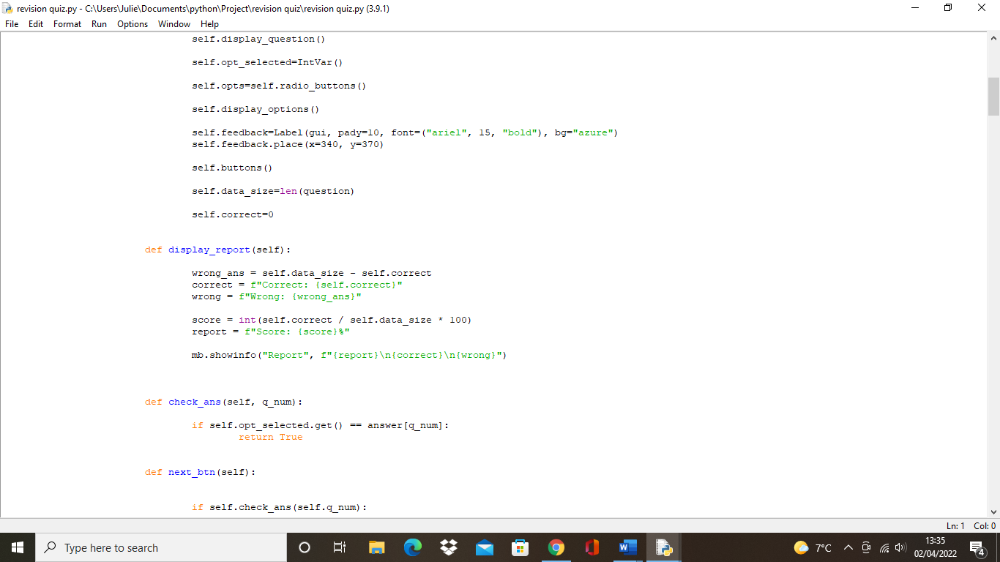 revision quiz.py - C:\Users\Julie\Documents\python\Project\revision quiz\revision quiz.py (3.9.1)
File Edit Format Run Options Window Help
self.display_question()
self.opt_selected=IntVar()
self.opts=self.radio_buttons()
self.display_options()
self.feedback=Label(gui, pady=10, font=("ariel", 15, "bold"), bg="azure")
self.feedback.place(x=340, y=370)
self.buttons()
self.data_size=len(question)
self.correct=0
def display_report(self):
wrong_ans = self.data_size - self.correct
correct = f"Correct: {self.correct}"
wrong = f"Wrong: {wrong_ans}"
score = int(self.correct / self.data_size * 100)
report = f"Score: {score}%"
mb.showinfo("Report", f"{report}\n{correct}\n{wrong}")
def check_ans(self, q_num):
if self.opt_selected.get() == answer[q_num]:
return True
def next_btn(self):
if self.check_ans(self.q_num):
Ln: 1 Col: 0
Type here to search
7°C
13:35
02/04/2022
4